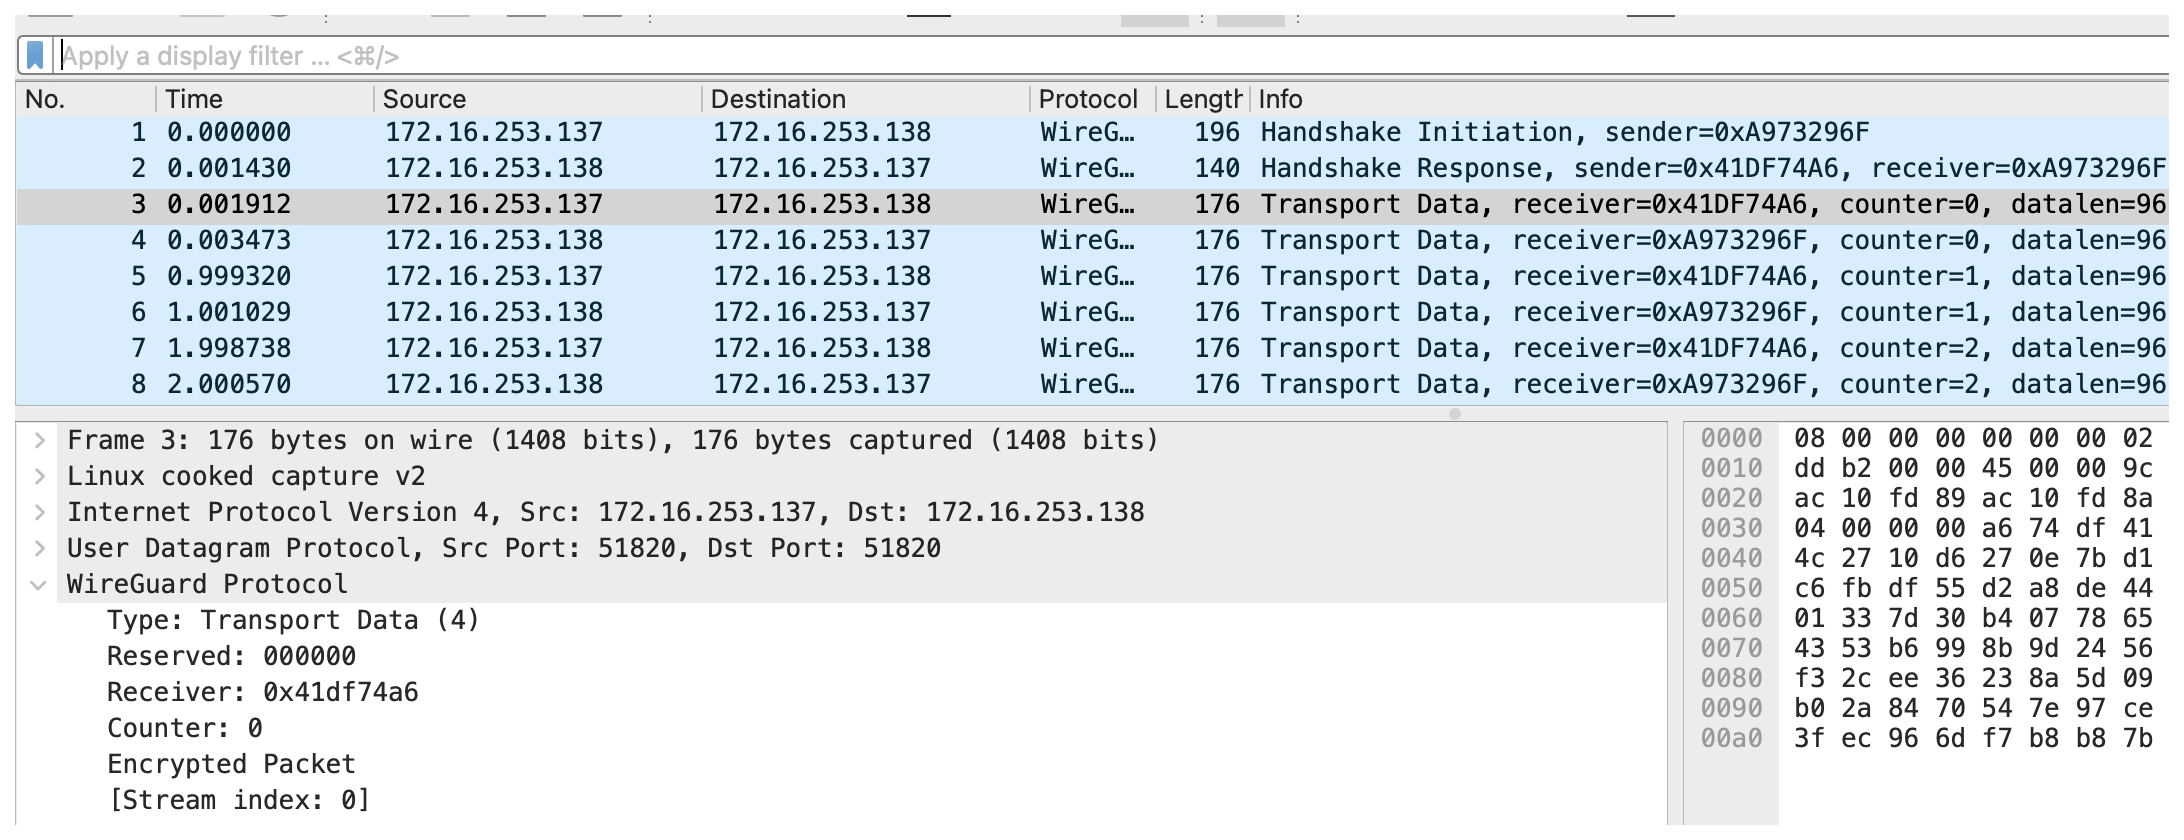 Apply a display filter ... <⌘/>
No. Time Source Destination Protocol Length Info
1 0.000000 172.16.253.137 172.16.253.138 WireG… 196 Handshake Initiation, sender=0xA973296F
2 0.001430 172.16.253.138 172.16.253.137 WireG… 140 Handshake Response, sender=0x41DF74A6, receiver=0xA973296F
3 0.001912 172.16.253.137 172.16.253.138 WireG… 176 Transport Data, receiver=0x41DF74A6, counter=0, datalen=96
4 0.003473 172.16.253.138 172.16.253.137 WireG… 176 Transport Data, receiver=0xA973296F, counter=0, datalen=96
5 0.999320 172.16.253.137 172.16.253.138 WireG… 176 Transport Data, receiver=0x41DF74A6, counter=1, datalen=96
6 1.001029 172.16.253.138 172.16.253.137 WireG… 176 Transport Data, receiver=0xA973296F, counter=1, datalen=96
7 1.998738 172.16.253.137 172.16.253.138 WireG… 176 Transport Data, receiver=0x41DF74A6, counter=2, datalen=96
8 2.000570 172.16.253.138 172.16.253.137 WireG… 176 Transport Data, receiver=0xA973296F, counter=2, datalen=96
Frame 3: 176 bytes on wire (1408 bits), 176 bytes captured (1408 bits)
Linux cooked capture v2
Internet Protocol Version 4, Src: 172.16.253.137, Dst: 172.16.253.138
User Datagram Protocol, Src Port: 51820, Dst Port: 51820
WireGuard Protocol
Type: Transport Data (4)
Reserved: 000000
Receiver: 0x41df74a6
Counter: 0
Encrypted Packet
[Stream index: 0]
0000 08 00 00 00 00 00 00 02
0010 dd b2 00 00 45 00 00 9c
0020 ac 10 fd 89 ac 10 fd 8a
0030 04 00 00 00 a6 74 df 41
0040 4c 27 10 d6 27 0e 7b d1
0050 c6 fb df 55 d2 a8 de 44
0060 01 33 7d 30 b4 07 78 65
0070 43 53 b6 99 8b 9d 24 56
0080 f3 2c ee 36 23 8a 5d 09
0090 b0 2a 84 70 54 7e 97 ce
00a0 3f ec 96 6d f7 b8 b8 7b